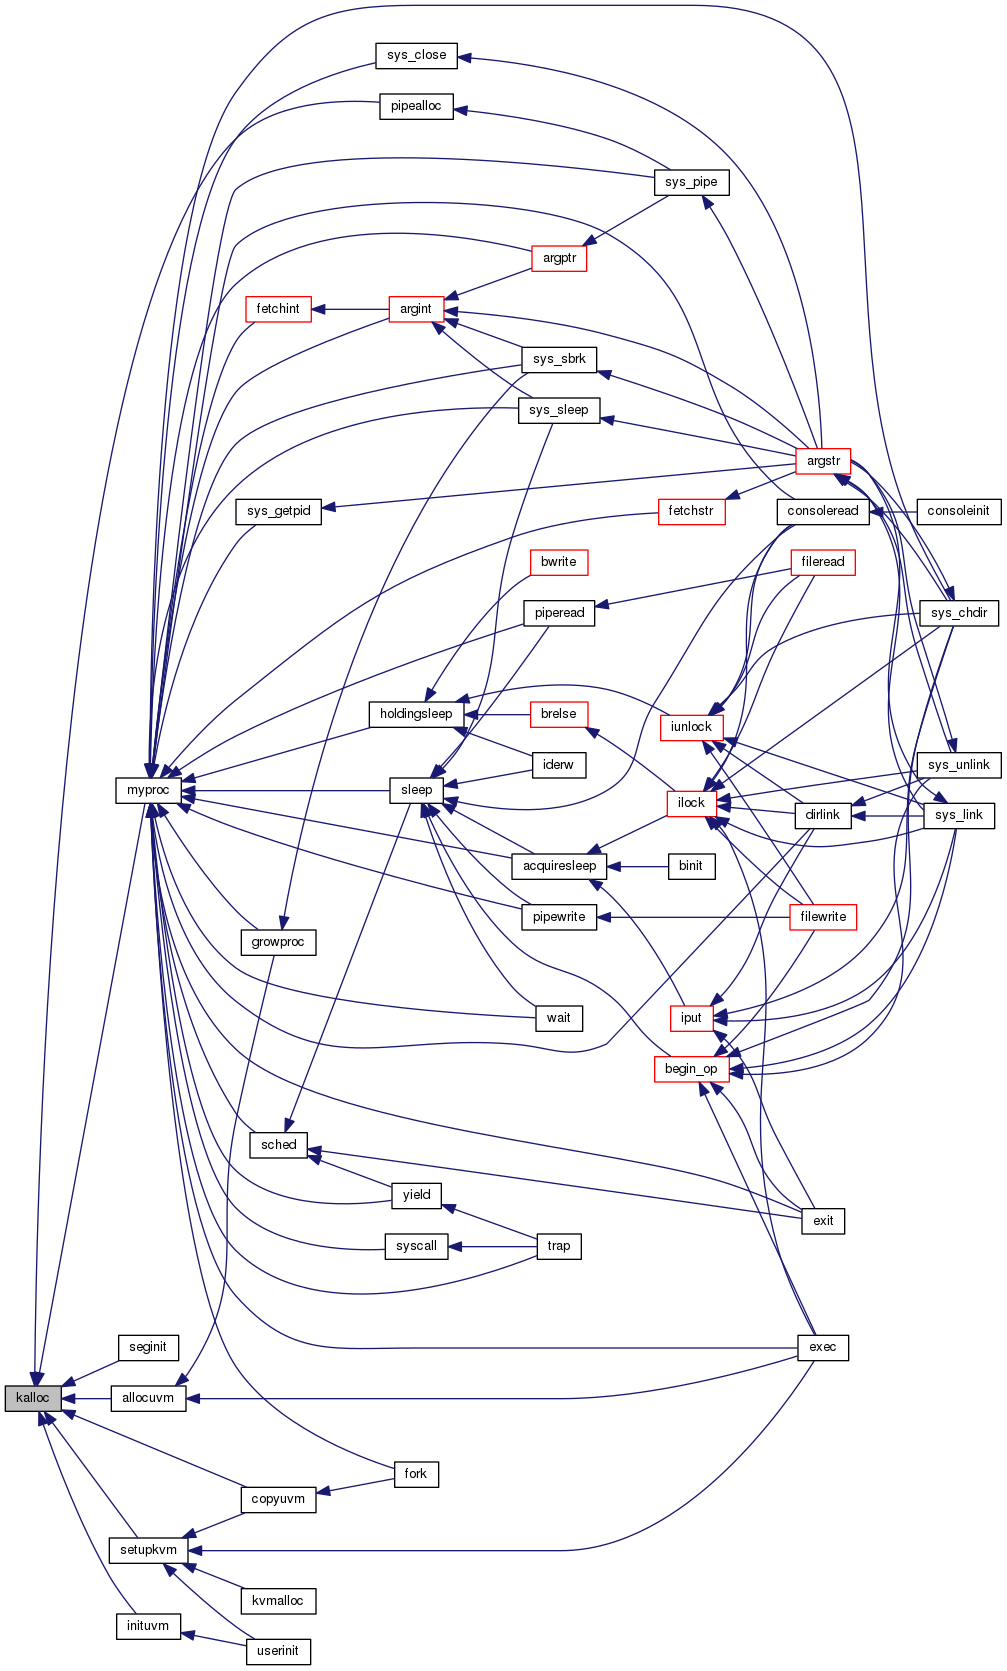 sys_close
pipealloc
sys_pipe
argptr
fetchint
argint
sys_sbrk
sys_sleep
argstr
sys_getpid
fetchstr
consoleread
consoleinit
bwrite
fileread
piperead
sys_chdir
holdingsleep
brelse
iunlock
iderw
sys_unlink
myproc
sleep
ilock
dirlink
sys_link
acquiresleep
binit
pipewrite
filewrite
growproc
wait
iput
begin_op
sched
yield
exit
syscall
trap
seginit
exec
kalloc
allocuvm
fork
copyuvm
setupkvm
kvmalloc
inituvm
userinit